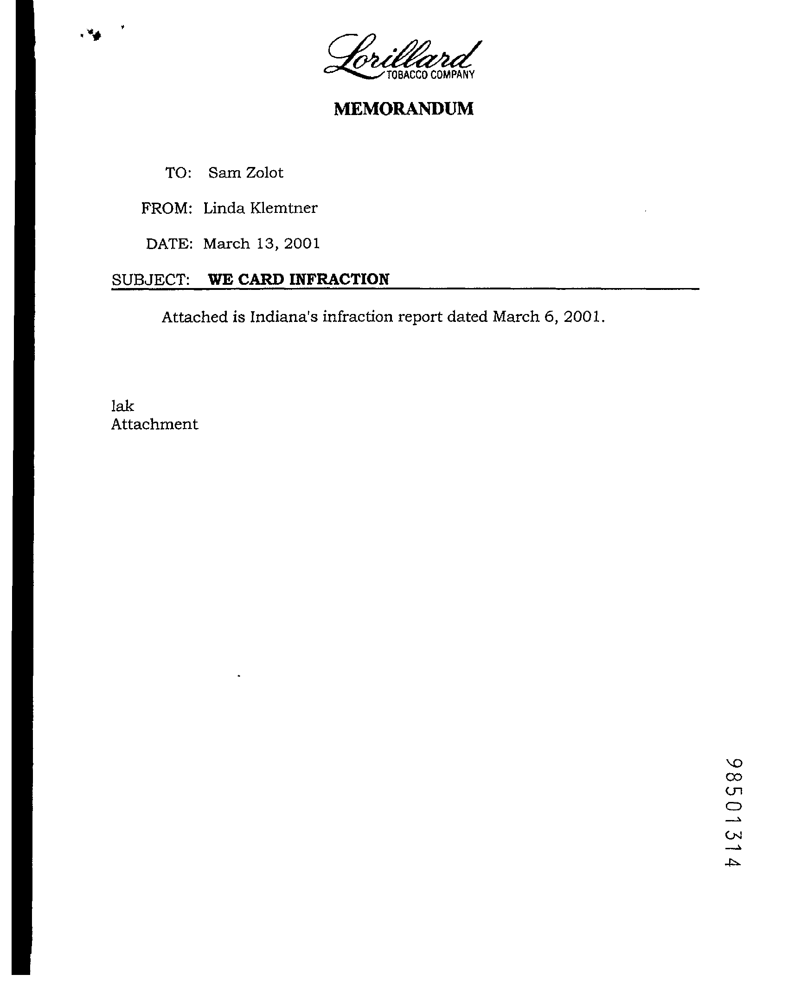 Lorillard
TOBACCO COMPANY
MEMORANDUM
TO: Sam Zolot
FROM: Linda Klemtner
DATE: March 13, 2001
SUBJECT: WE CARD INFRACTION
Attached is Indiana's infraction report dated March 6, 2001.
lak
Attachment
98501314